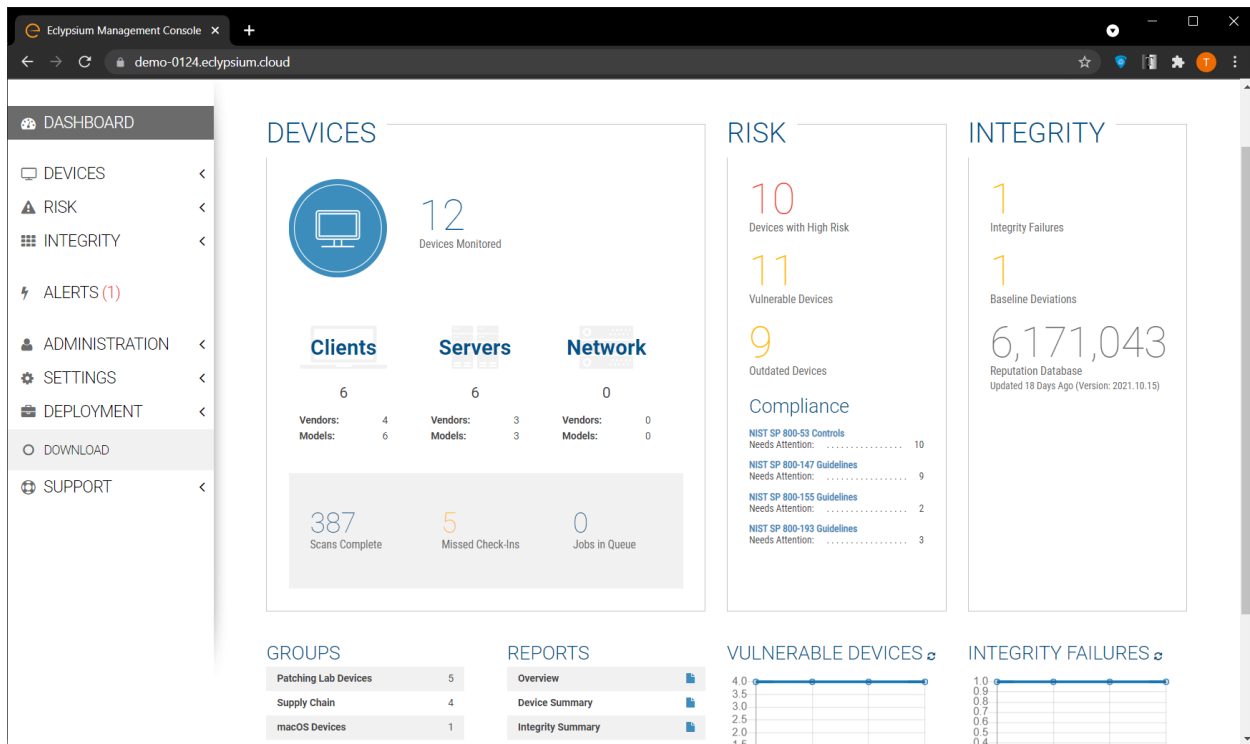 Eclypsium Management Console
demo-0124.eclypsium.cloud
T
DASHBOARD
DEVICES
RISK
INTEGRITY
ALERTS (1)
ADMINISTRATION
SETTINGS
DEPLOYMENT
DOWNLOAD
SUPPORT
DEVICES
12
Devices Monitored
Clients Servers Network
6 6 0
Vendors: 4 Vendors: 3 Vendors: 0
Models: 6 Models: 3 Models: 0
387 5 0
Scans Complete Missed Check-Ins Jobs in Queue
RISK
10
Devices with High Risk
11
Vulnerable Devices
9
Outdated Devices
Compliance
NIST SP 800-53 Controls
Needs Attention: ................ 10
NIST SP 800-147 Guidelines
Needs Attention: ................. 9
NIST SP 800-155 Guidelines
Needs Attention: ................. 2
NIST SP 800-193 Guidelines
Needs Attention: ................. 3
INTEGRITY
1
Integrity Failures
1
Baseline Deviations
6,171,043
Reputation Database
Updated 18 Days Ago (Version: 2021.10.15)
GROUPS
Patching Lab Devices 5
Supply Chain 4
macOS Devices 1
REPORTS
Overview
Device Summary
Integrity Summary
VULNERABLE DEVICES
4.0
3.5
3.0
2.5
2.0
1.5
INTEGRITY FAILURES
1.0
0.9
0.8
0.7
0.6
0.5
0.4